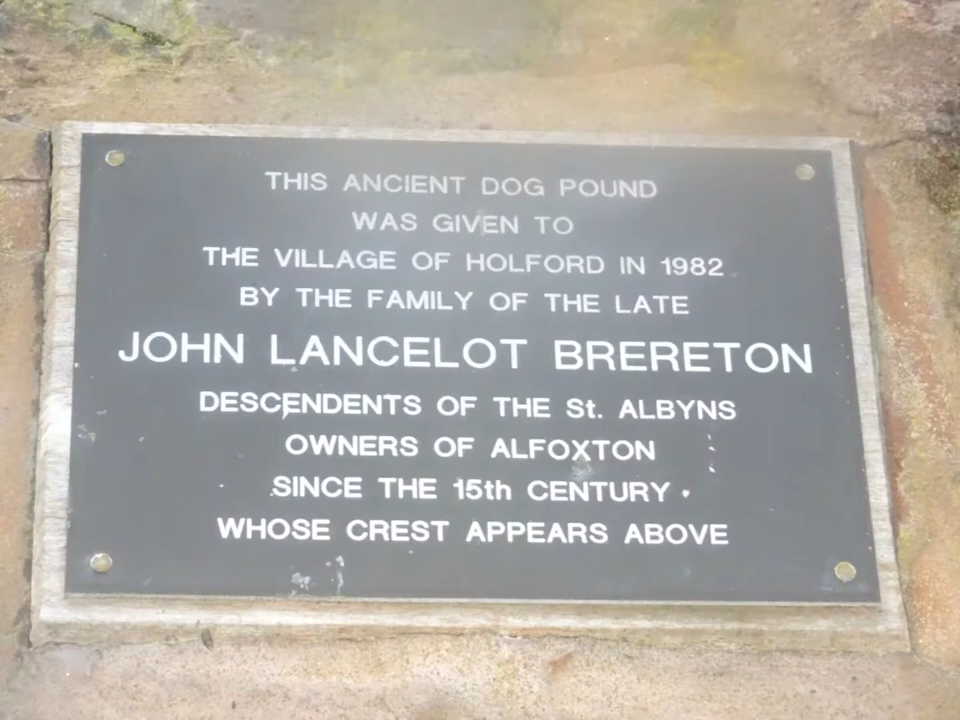 THIS ANCIENT DOG POUND
WAS GIVEN TO
THE VILLAGE OF HOLFORD IN 1982
BY THE FAMILY OF THE LATE
JOHN LANCELOT BRERETON
DESCENDENTS OF THE St. ALBYNS
OWNERS OF ALFOXTON
SINCE THE 15th CENTURY
WHOSE CREST APPEARS ABOVE